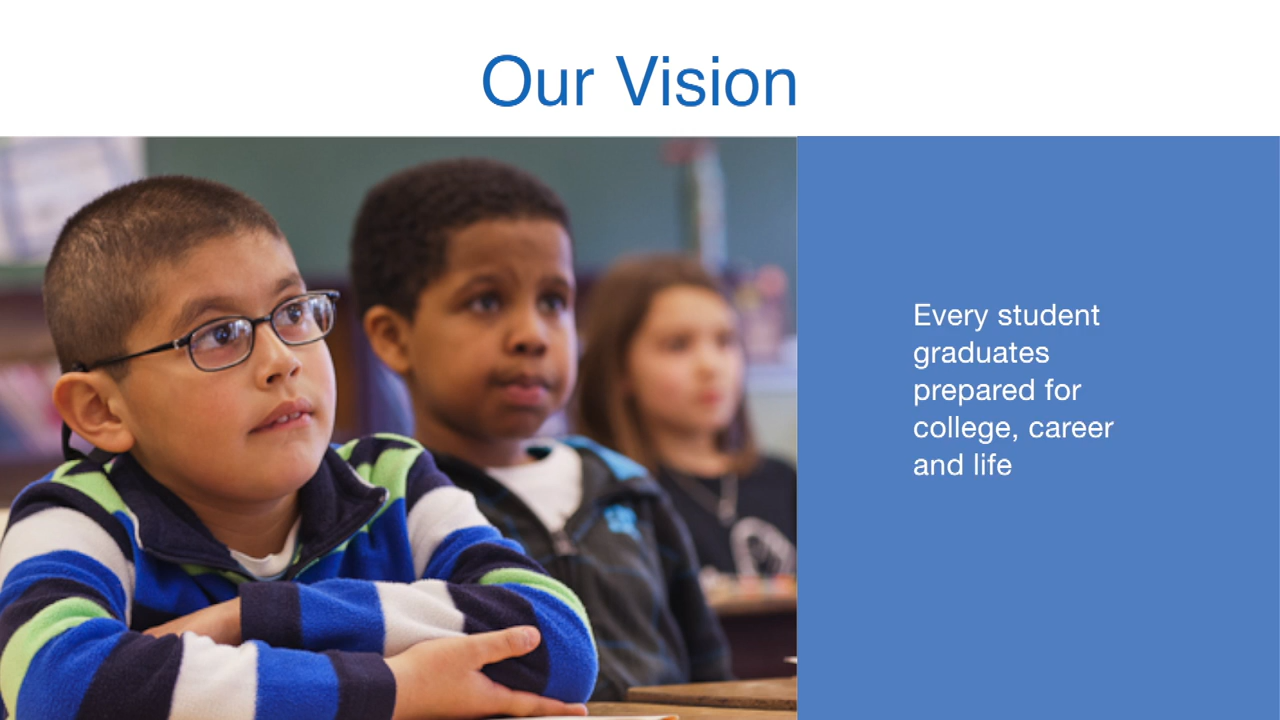 Our Vision
Every student
graduates
prepared for
college, career
and life